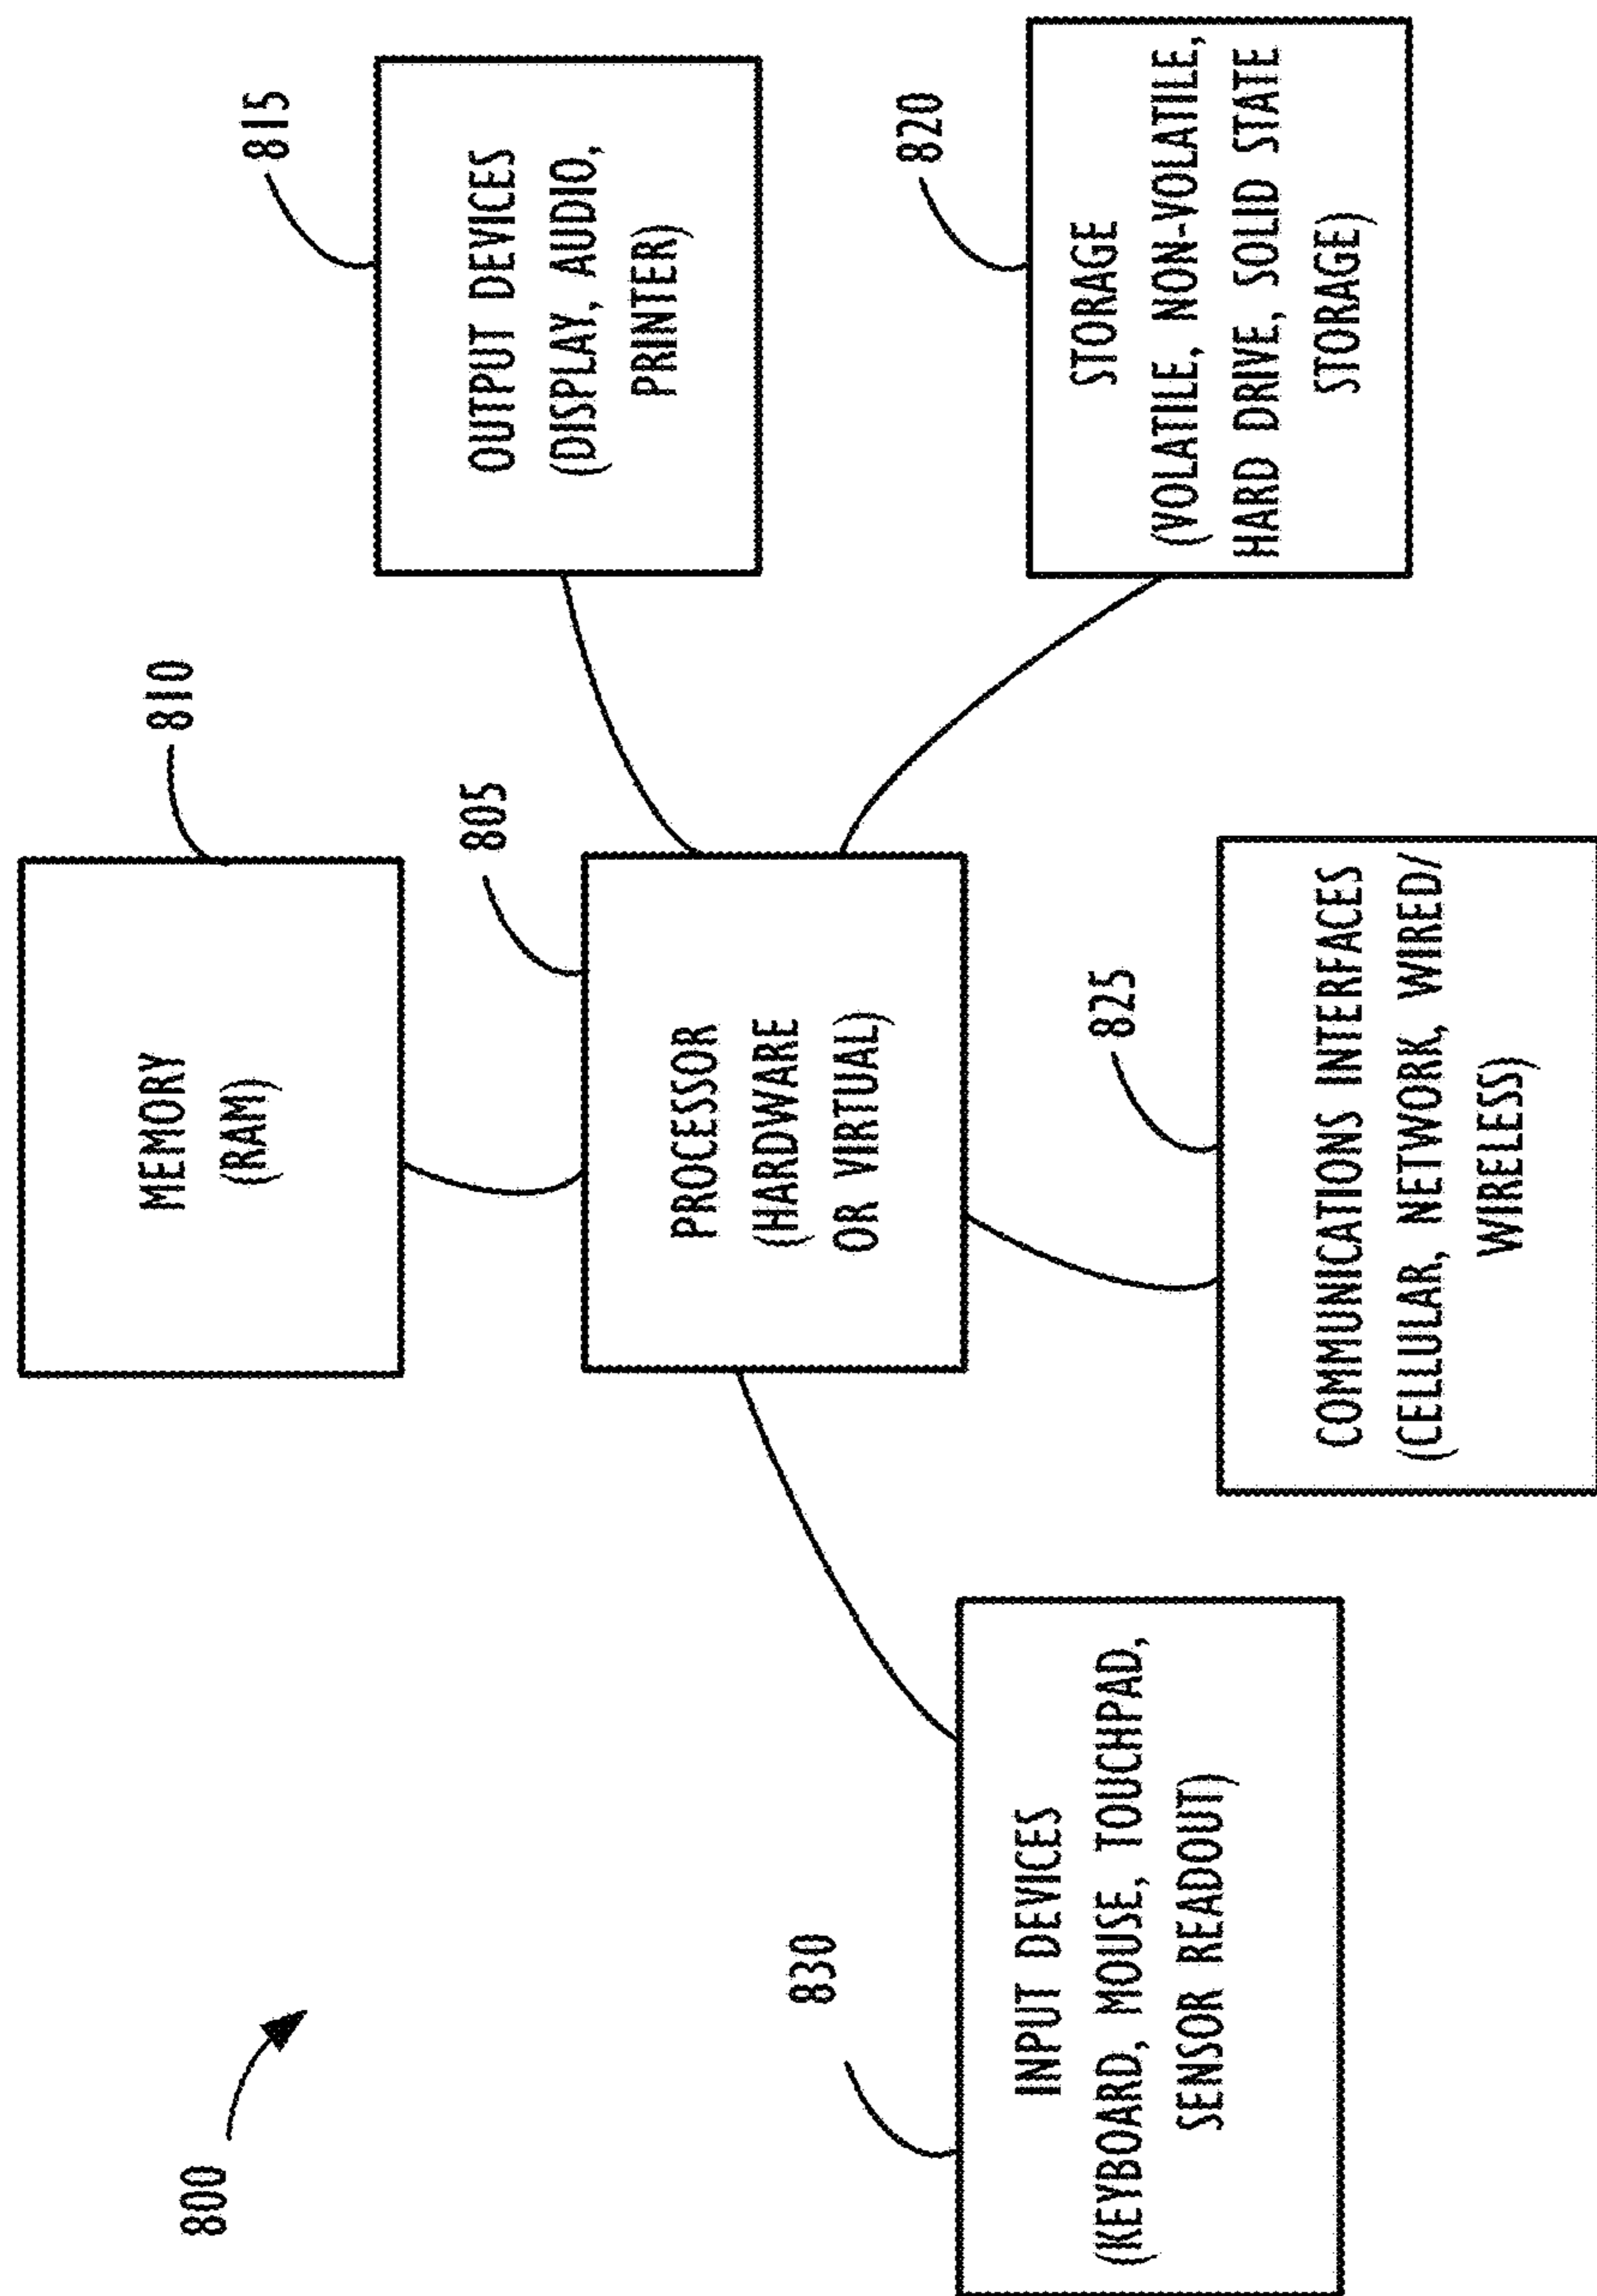 800
810
MEMORY
(RAM)
815
OUTPUT DEVICES
(DISPLAY, AUDIO,
PRINTER)
805
PROCESSOR
(HARDWARE
OR VIRTUAL)
830
INPUT DEVICES
(KEYBOARD, MOUSE, TOUCHPAD,
SENSOR READOUT)
825
COMMUNICATIONS INTERFACES
(CELLULAR, NETWORK, WIRED/
WIRELESS)
820
STORAGE
(VOLATILE, NON-VOLATILE,
HARD DRIVE, SOLID STATE
STORAGE)